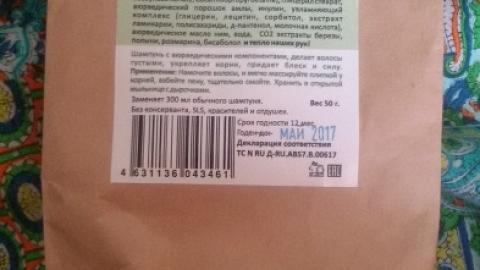 аюрведический порошок амлы, инулин, увлажняющий
комплекс (глицерин, лецитин, сорбитол, экстракт
ламинарии, полисахариды, д-пантенол, молочная кислота),
аюрведическое масло ним, вода, CO2 экстракты березы,
полыни, розмарина, бисаболол и тепло наших рук!
Шампунь с аюрведическими компонентами, делает волосы
густыми, укрепляет корни, придает блеск и силу.
Применение: Намочите волосы, и мягко массируйте плиткой у
корней, взбейте пену, тщательно смойте. Хранить в открытой
мыльнице с дырочками.
Заменяет 300 мл обычного шампуня. Вес 50 г.
Без консерванта, SLS, красителей и отдушек.
Срок годности 12 мес.
Годен до: МАЙ 2017
Декларация соответствия
ТС N RU Д-RU.АВ57.В.00617
4 631136 043461
EAC